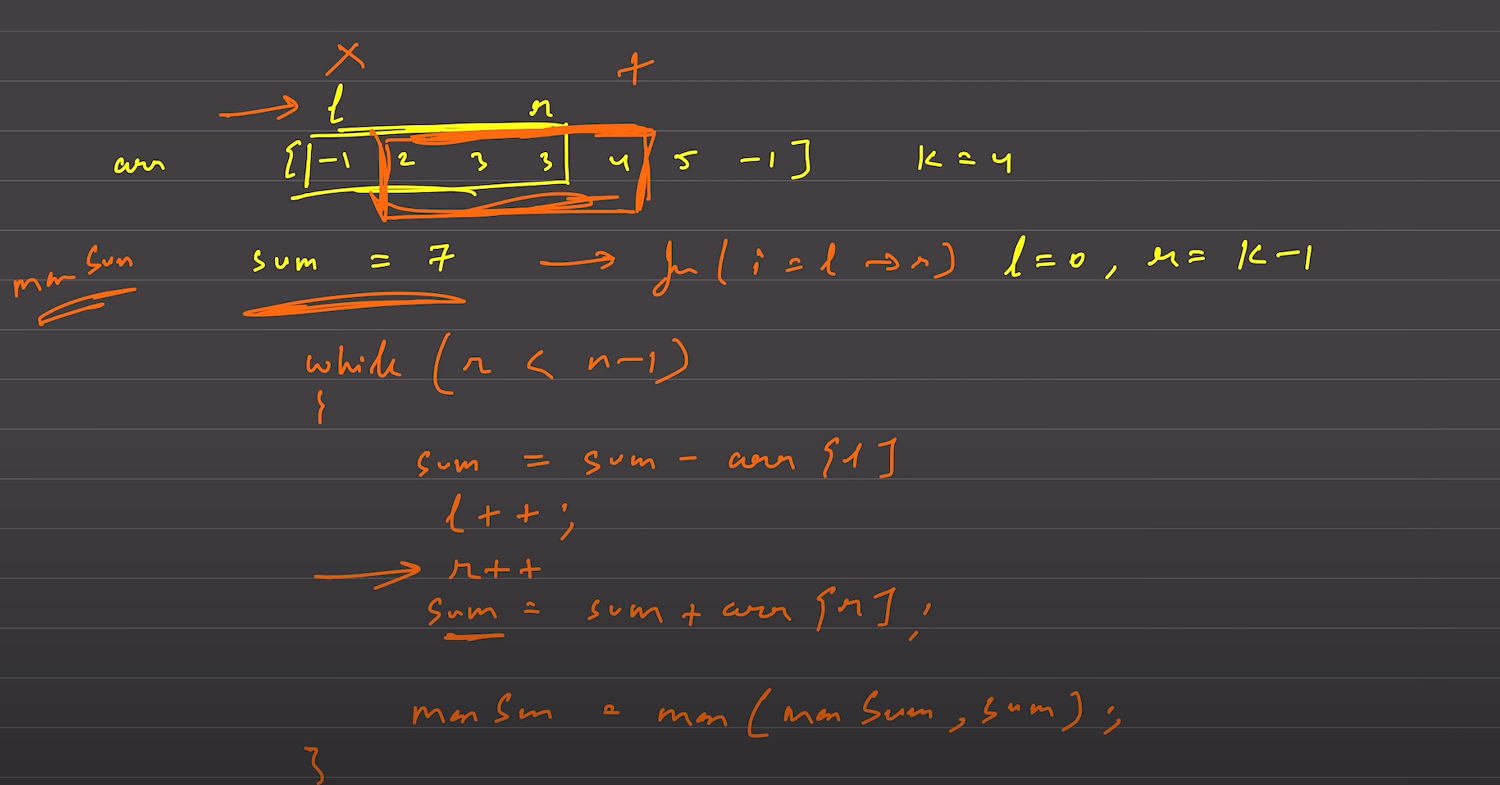 l r
arr [-1 2 3 3 4 5 -1] k = 4
maxSum sum = 7 → for (i = l → r) l = 0, r = k-1
while (r < n-1)
{
sum = sum - arr[l]
l++;
→ r++
sum = sum + arr[r];
maxSum = max(maxSum, sum);
}